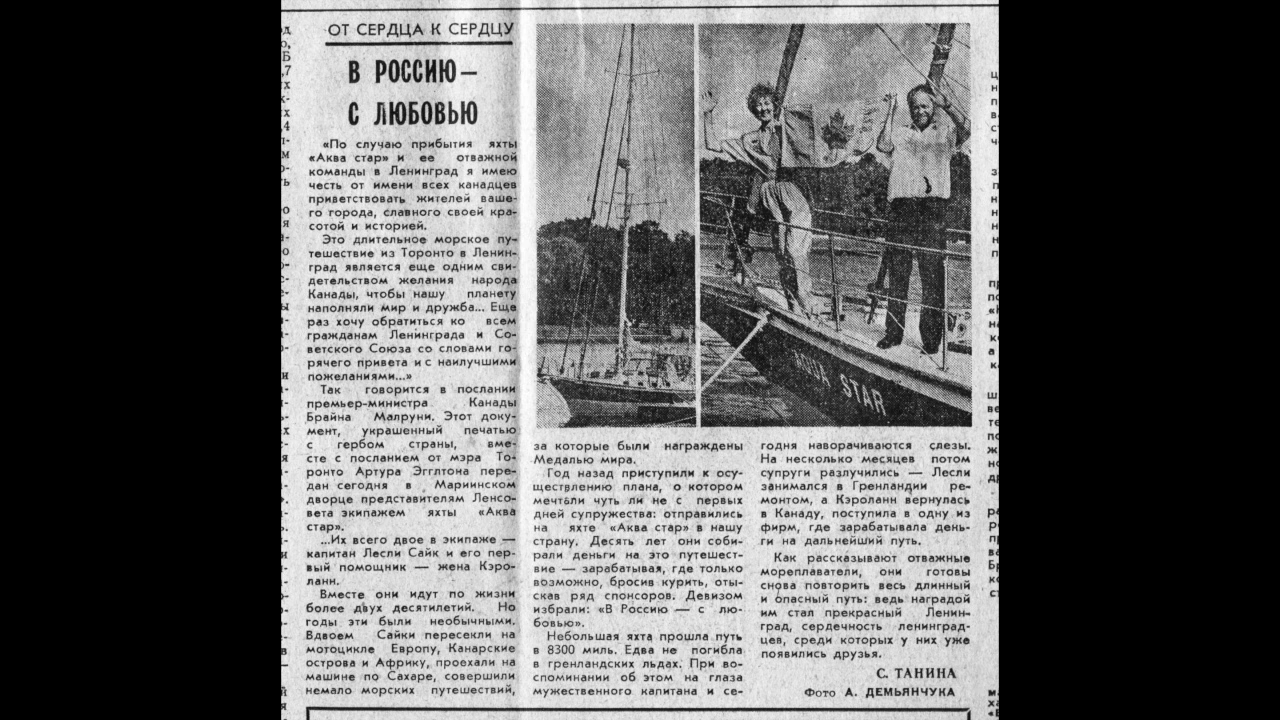 ОТ СЕРДЦА К СЕРДЦУ
В РОССИЮ —
С ЛЮБОВЬЮ
«По случаю прибытия яхты
«Аква стар» и ее отважной
команды в Ленинград я имею
честь от имени всех канадцев
приветствовать жителей ваше-
го города, славного своей кра-
сотой и историей.
Это длительное морское пу-
тешествие из Торонто в Ленин-
град является еще одним сви-
детельством желания народа
Канады, чтобы нашу планету
наполняли мир и дружба... Еще
раз хочу обратиться ко всем
гражданам Ленинграда и Со-
ветского Союза со словами го-
рячего привета и с наилучшими
пожеланиями...»
Так говорится в послании
премьер-министра Канады
Брайна Малруни. Этот доку-
мент, украшенный печатью
с гербом страны, вме-
сте с посланием от мэра То-
ронто Артура Эгглтона пере-
дан сегодня в Мариинском
дворце представителям Ленсо-
вета экипажем яхты «Аква
стар».
...Их всего двое в экипаже —
капитан Лесли Сайк и его пер-
вый помощник — жена Кэро-
ланн.
Вместе они идут по жизни
более двух десятилетий. Но
годы эти были необычными.
Вдвоем Сайки пересекли на
мотоцикле Европу, Канарские
острова и Африку, проехали на
машине по Сахаре, совершили
немало морских путешествий,
за которые были награждены
Медалью мира.
Год назад приступили к осу-
ществлению плана, о котором
мечтали чуть ли не с первых
дней супружества: отправились
на яхте «Аква стар» в нашу
страну. Десять лет они соби-
рали деньги на это путешест-
вие — зарабатывая, где только
возможно, бросив курить, оты-
скав ряд спонсоров. Девизом
избрали: «В Россию — с лю-
бовью».
Небольшая яхта прошла путь
в 8300 миль. Едва не погибла
в гренландских льдах. При во-
споминании об этом на глаза
мужественного капитана и се-
годня наворачиваются слезы.
На несколько месяцев потом
супруги разлучились — Лесли
занимался в Гренландии ре-
монтом, а Кэроланн вернулась
в Канаду, поступила в одну из
фирм, где зарабатывала день-
ги на дальнейший путь.
Как рассказывают отважные
мореплаватели, они готовы
снова повторить весь длинный
и опасный путь: ведь наградой
им стал прекрасный Ленин-
град, сердечность ленинград-
цев, среди которых у них уже
появились друзья.
С. ТАНИНА
Фото А. ДЕМЬЯНЧУКА
STAR